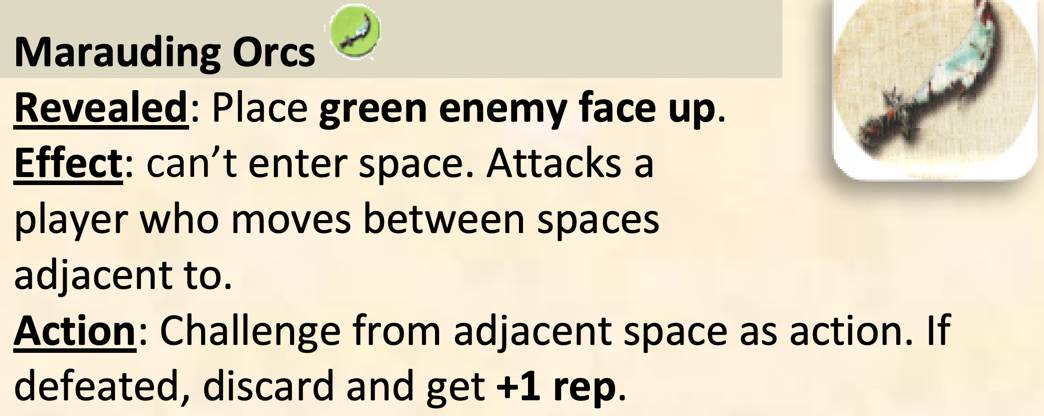 Marauding Orcs
Revealed: Place green enemy face up.
Effect: can’t enter space. Attacks a
player who moves between spaces
adjacent to.
Action: Challenge from adjacent space as action. If
defeated, discard and get +1 rep.